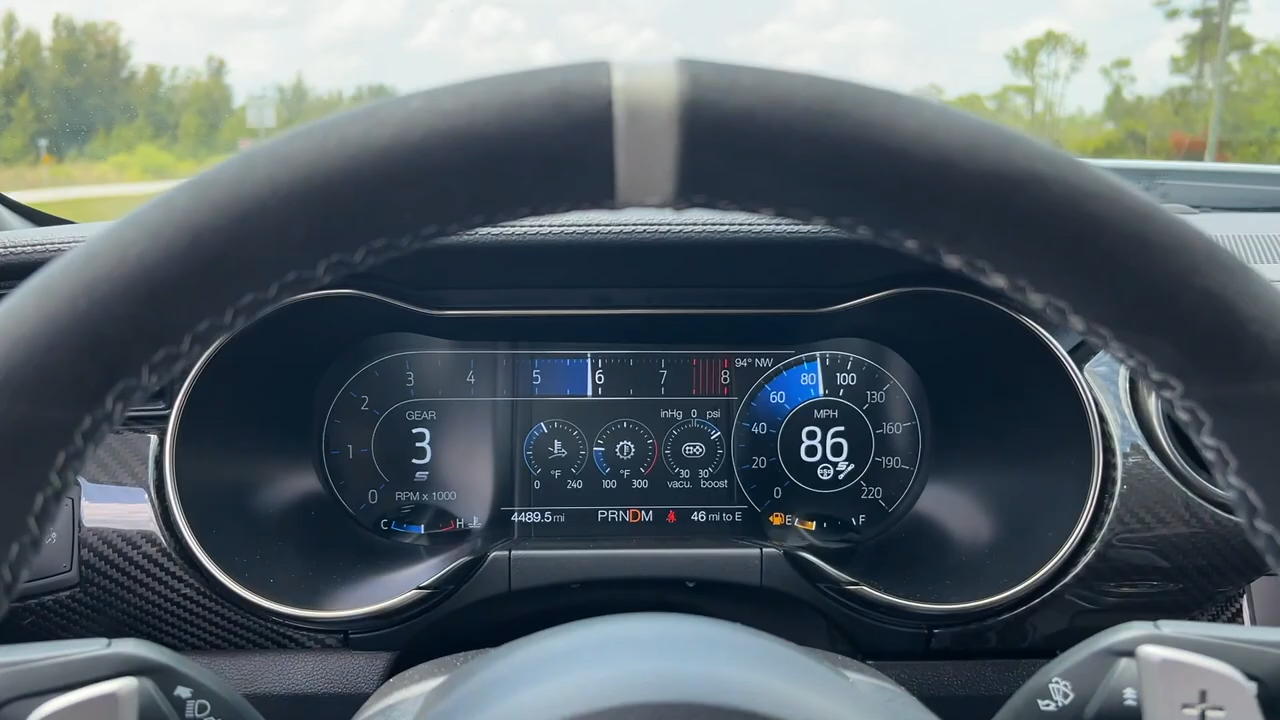 94° NW
3 4 5 6 7 8
2
1
0
GEAR
3
S
RPM x 1000
C H
inHg 0 psi
°F °F
0 240 100 300 30 30
vacu. boost
4489.5 mi PRNDM 46 mi to E
0 20 40 60 80 100 130 160 190 220
MPH
86
S
E F
+